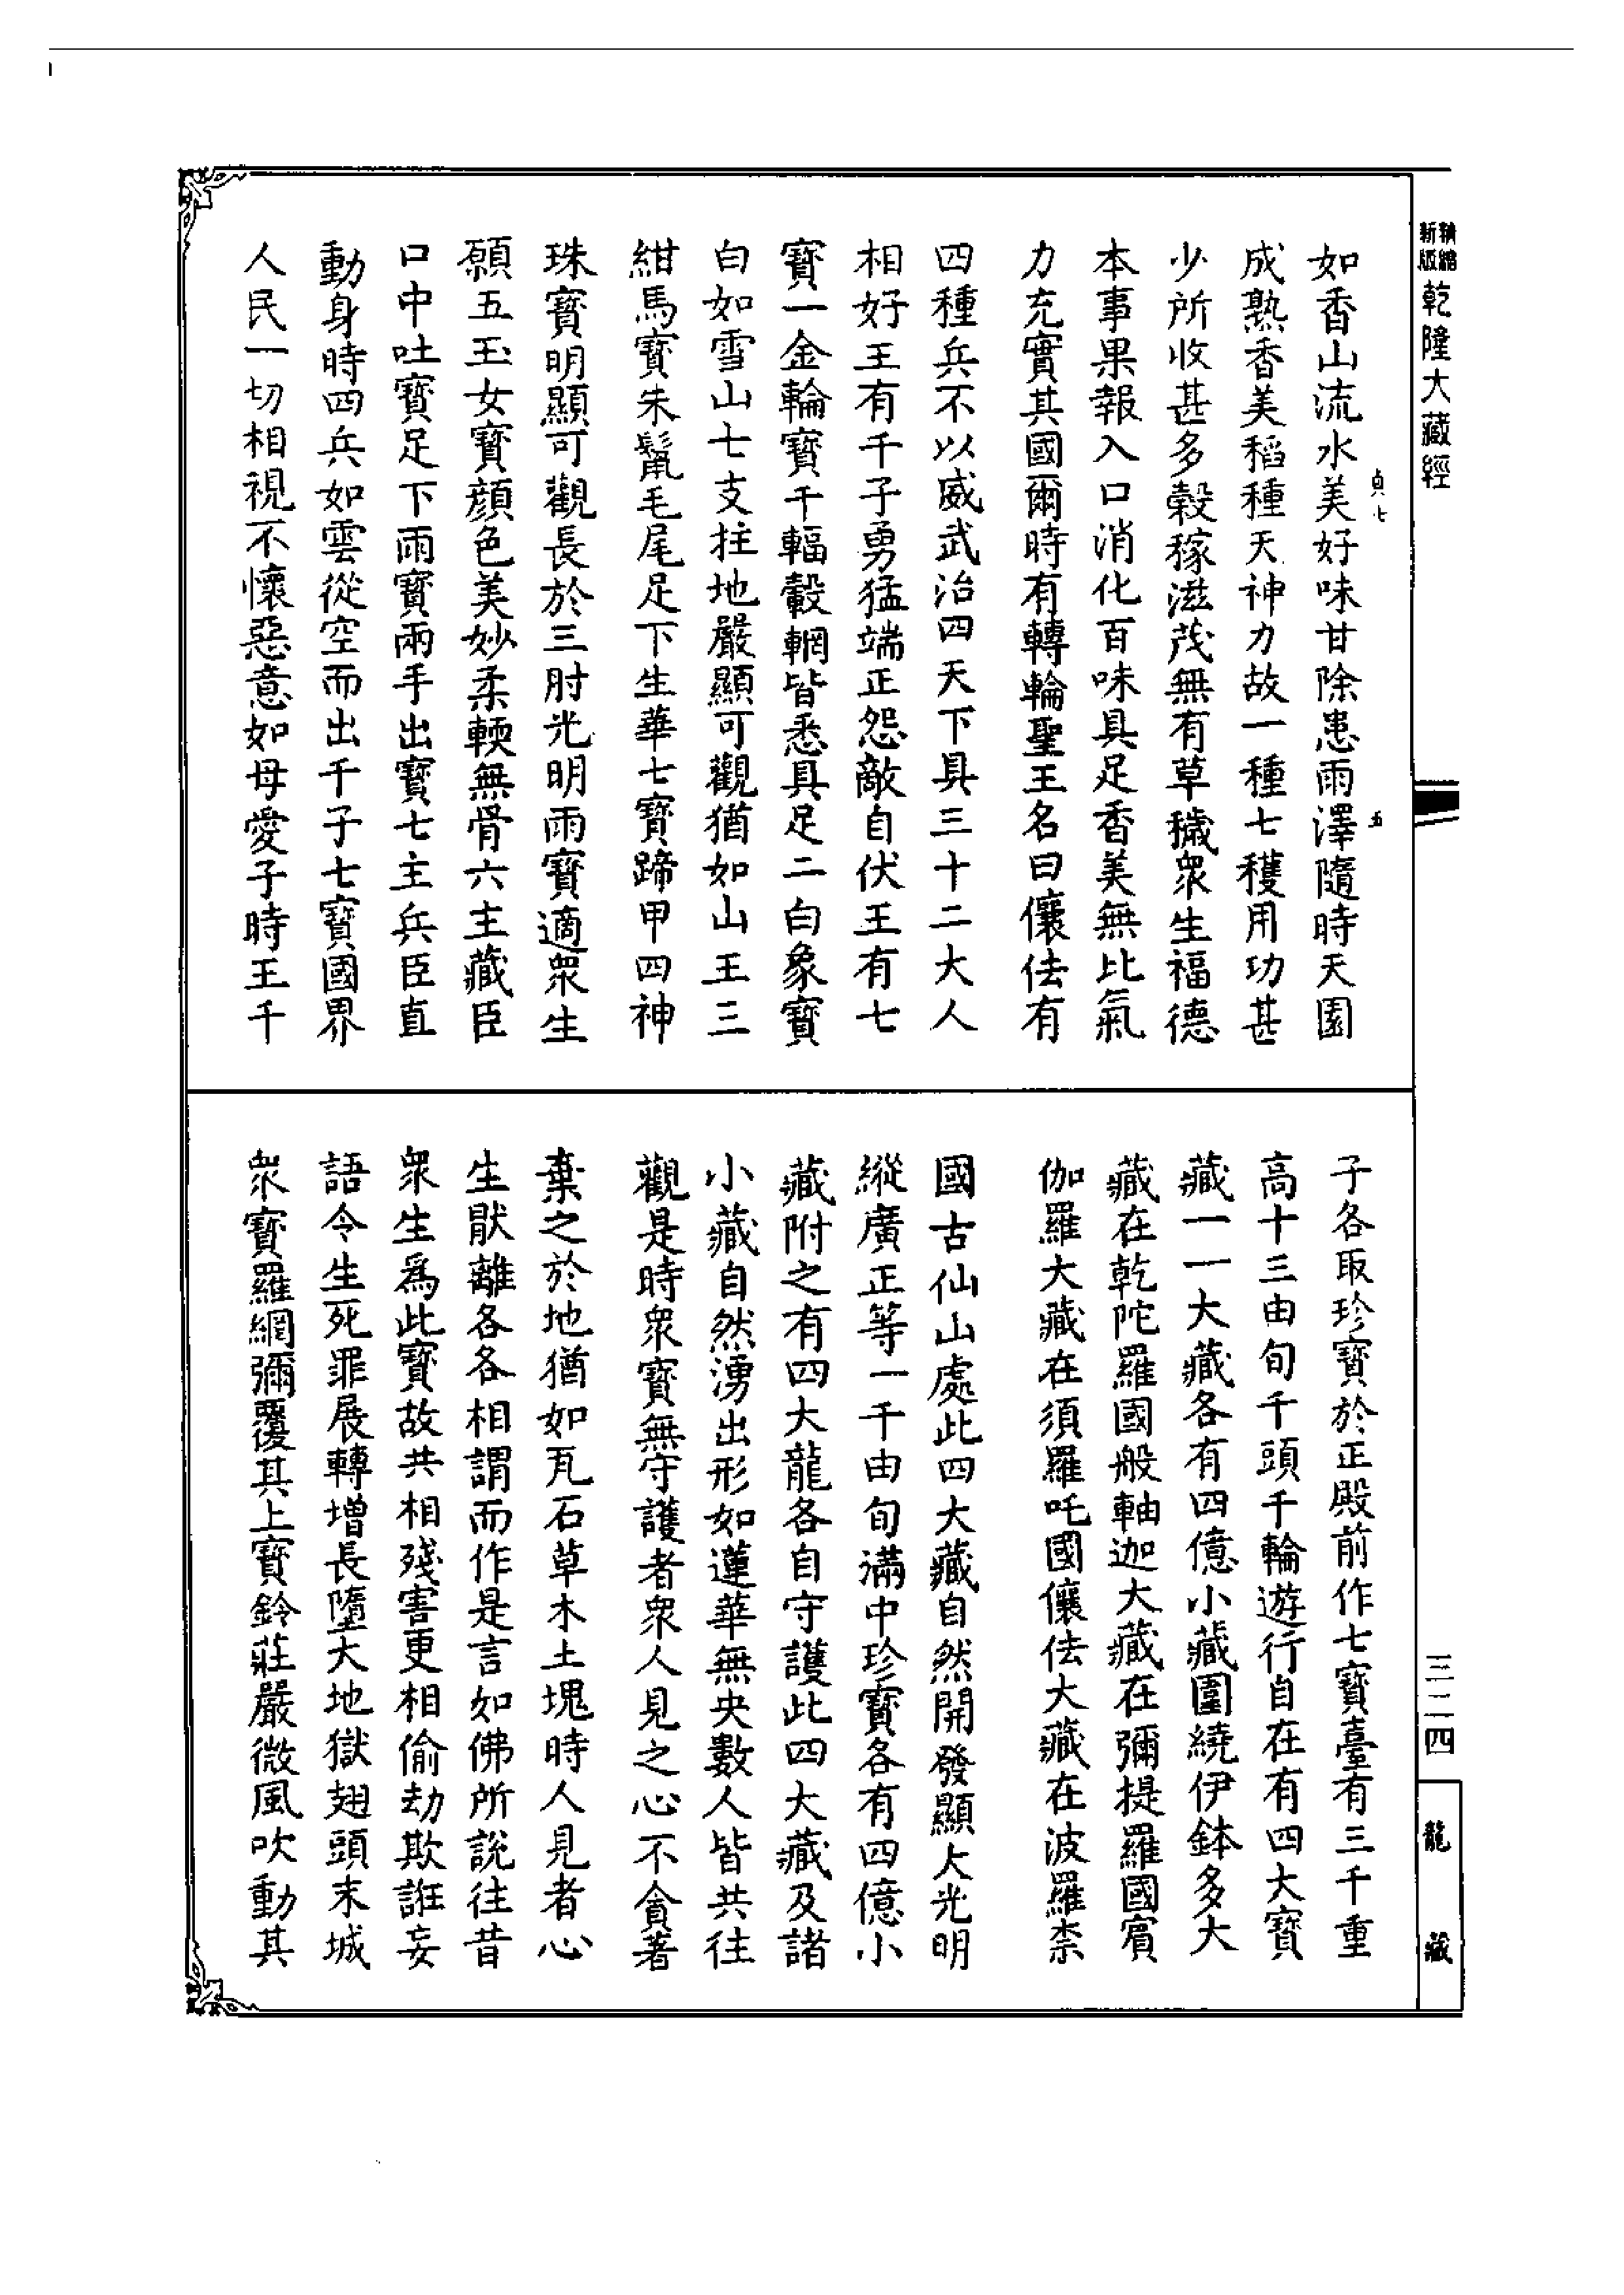 精縮
新版
乾隆大藏經
貞七
五
如香山流水美好味甘除患雨澤隨時天園
成熟香美稻種天神力故一種七穫用功甚
少所收甚多穀稼滋茂無有草穢眾生福德
本事果報入口消化百味具足香美無比氣
力充實其國爾時有轉輪聖王名曰儴佉有
四種兵不以威武治四天下具三十二大人
相好王有千子勇猛端正怨敵自伏王有七
寶一金輪寶千輻轂輞皆悉具足二白象寶
白如雪山七支拄地嚴顯可觀猶如山王三
紺馬寶朱鬣毛尾足下生華七寶蹄甲四神
珠寶明顯可觀長於三肘光明雨寶適眾生
願五玉女寶顏色美妙柔輭無骨六主藏臣
口中吐寶足下雨寶兩手出寶七主兵臣直
動身時四兵如雲從空而出千子七寶國界
人民一切相視不懷惡意如母愛子時王千
子各取珍寶於正殿前作七寶臺有三千重
高十三由旬千頭千輪遊行自在有四大寶
藏一一大藏各有四億小藏圍繞伊鉢多大
藏在乾陀羅國般軸迦大藏在彌提羅國賓
伽羅大藏在須羅吒國儴佉大藏在波羅柰
國古仙山處此四大藏自然開發顯大光明
縱廣正等一千由旬滿中珍寶各有四億小
藏附之有四大龍各自守護此四大藏及諸
小藏自然湧出形如蓮華無央數人皆共往
觀是時眾寶無守護者眾人見之心不貪著
棄之於地猶如瓦石草木土塊時人見者心
生猒離各各相謂而作是言如佛所說往昔
眾生爲此寶故共相殘害更相偷劫欺誑妄
語令生死罪展轉增長墮大地獄翅頭末城
眾寶羅網彌覆其上寶鈴莊嚴微風吹動其
三二四
龍藏